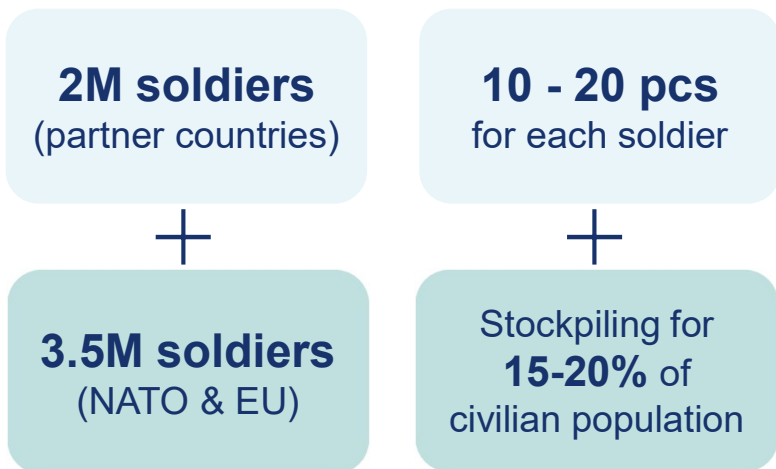 2M soldiers
(partner countries)
10 - 20 pcs
for each soldier
3.5M soldiers
(NATO & EU)
Stockpiling for
15-20% of
civilian population